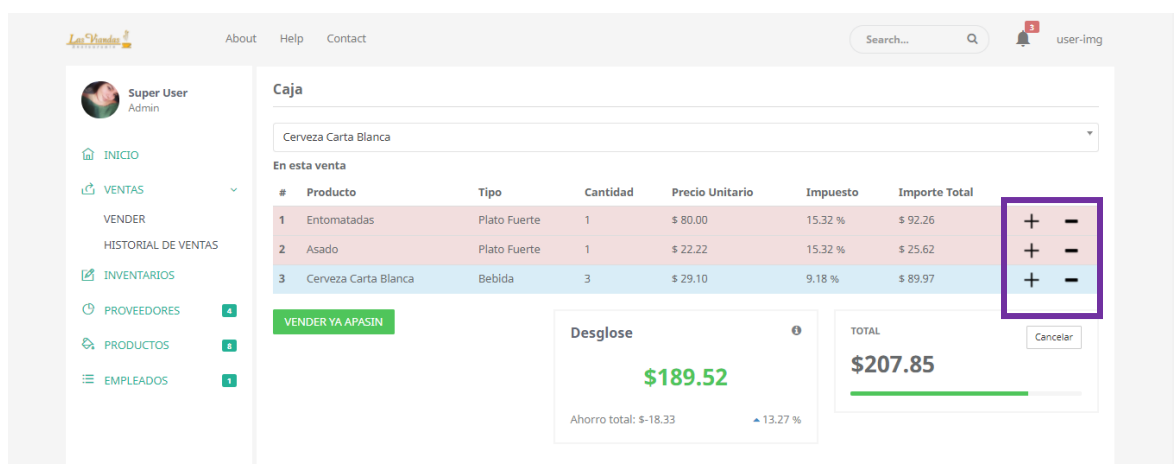 Las Viandas
RESTAURANTE
About Help Contact
Search...
3
user-img
Super User
Admin
INICIO
VENTAS
VENDER
HISTORIAL DE VENTAS
INVENTARIOS
PROVEEDORES 4
PRODUCTOS 8
EMPLEADOS 1
Caja
Cerveza Carta Blanca
En esta venta
# Producto Tipo Cantidad Precio Unitario Impuesto Importe Total
1 Entomatadas Plato Fuerte 1 $ 80.00 15.32 % $ 92.26 + -
2 Asado Plato Fuerte 1 $ 22.22 15.32 % $ 25.62 + -
3 Cerveza Carta Blanca Bebida 3 $ 29.10 9.18 % $ 89.97 + -
VENDER YA APASIN
Desglose
$189.52
Ahorro total: $-18.33 13.27 %
TOTAL
Cancelar
$207.85